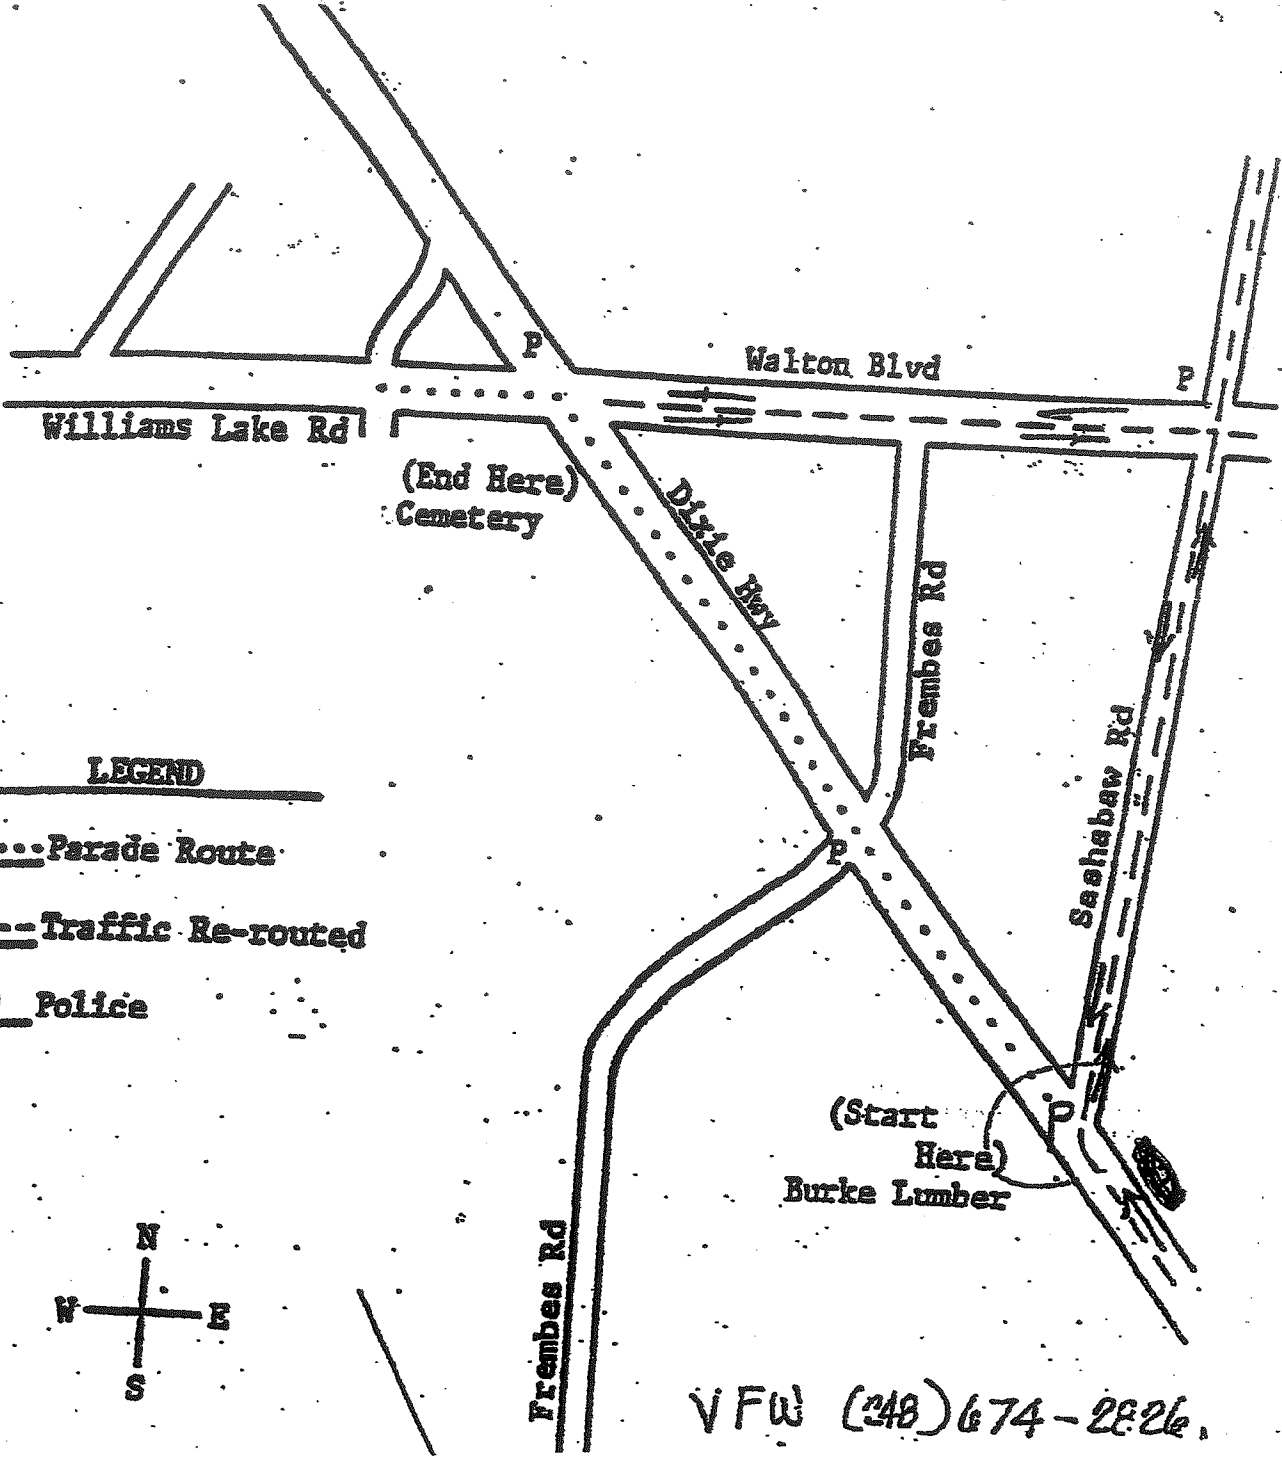 P
Walton Blvd
P
Williams Lake Rd
(End Here)
Cemetery
Dixie Hwy
Frembes Rd
Sashabaw Rd
LEGEND
Parade Route
Traffic Re-routed
Police
P
P
(Start
Here)
Burke Lumber
Frembes Rd
N
W E
S
VFW (248) 674-2826